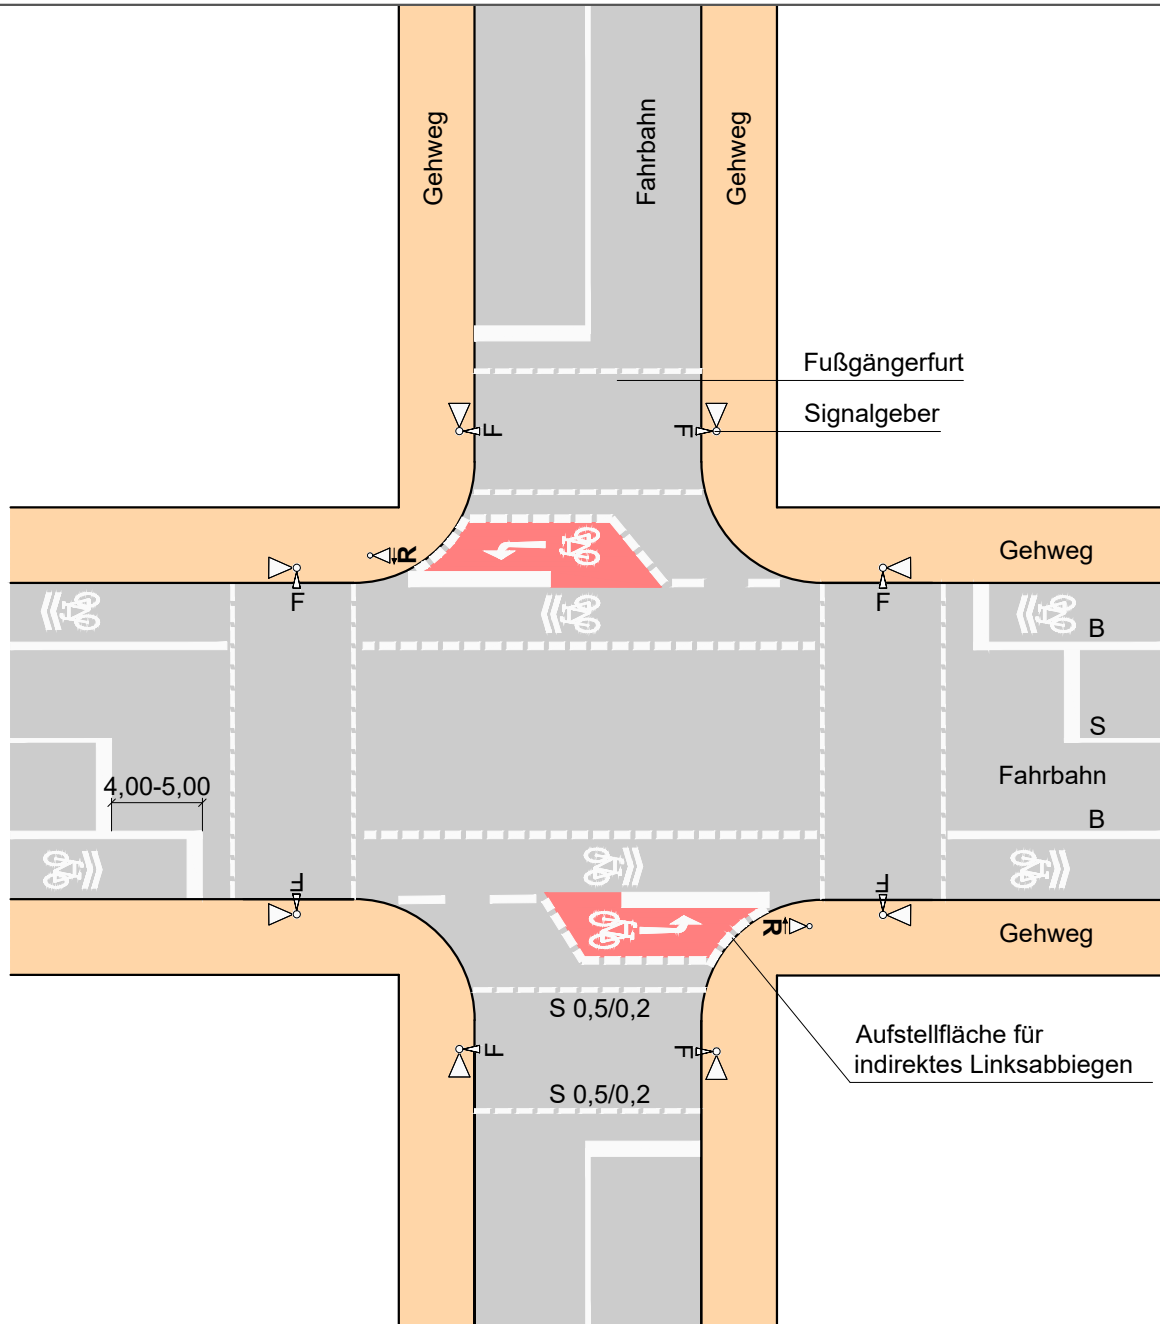 Gehweg
Fahrbahn
Gehweg
Fußgängerfurt
Signalgeber
F
F
R
Gehweg
F
F
B
S
Fahrbahn
4,00-5,00
B
F
F
R
Gehweg
S 0,5/0,2
Aufstellfläche für
indirektes Linksabbiegen
F
F
S 0,5/0,2